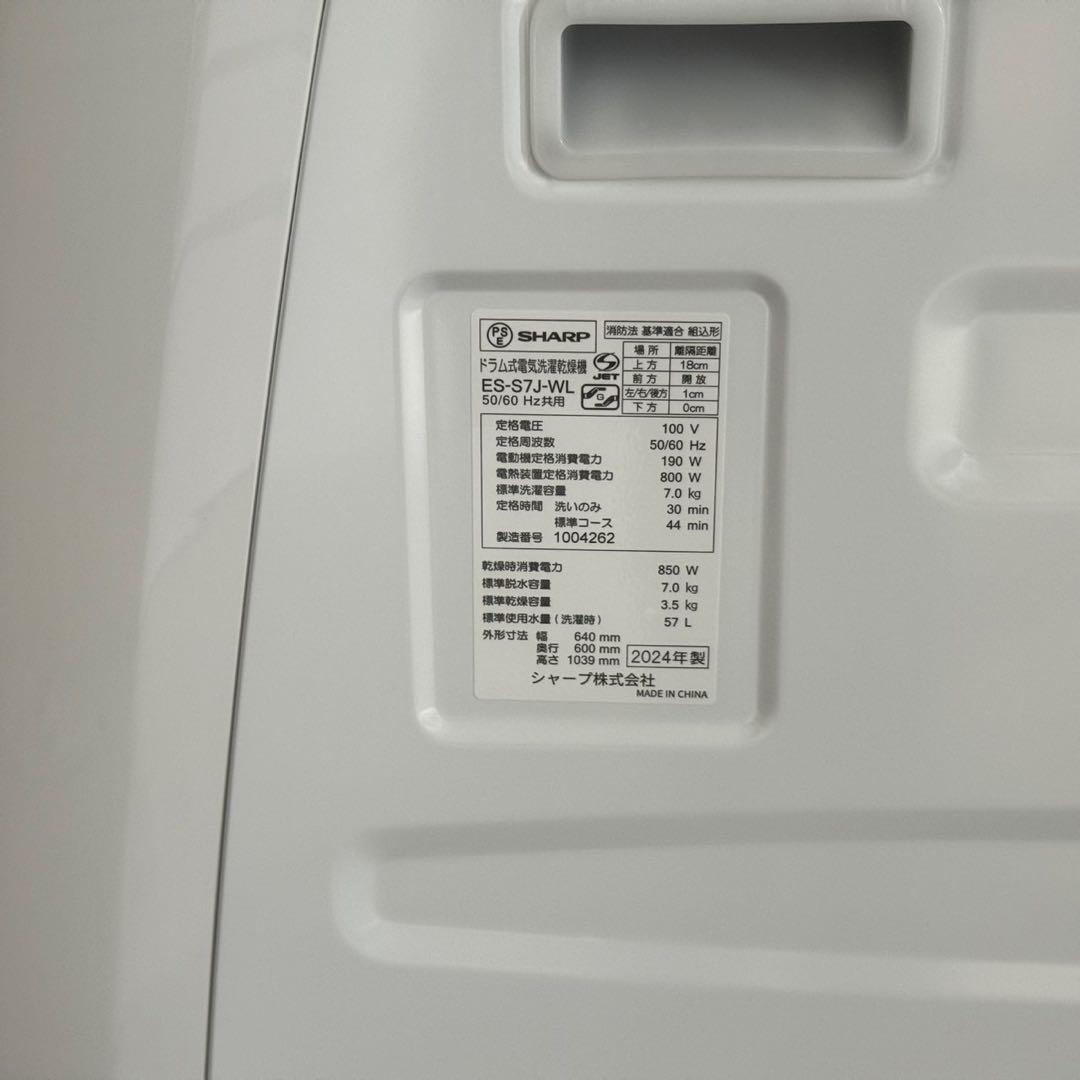 PSE SHARP
消防法 基準適合 組込形
ドラム式電気洗濯乾燥機
ES-S7J-WL
50/60 Hz共用
JET
G
場所 離隔距離
上方 18cm
前方 開放
左/右/後方 1cm
下方 0cm
定格電圧 100 V
定格周波数 50/60 Hz
電動機定格消費電力 190 W
電熱装置定格消費電力 800 W
標準洗濯容量 7.0 kg
定格時間 洗いのみ 30 min
標準コース 44 min
製造番号 1004262
乾燥時消費電力 850 W
標準脱水容量 7.0 kg
標準乾燥容量 3.5 kg
標準使用水量(洗濯時) 57 L
外形寸法 幅 640 mm
奥行 600 mm
高さ 1039 mm 2024年製
シャープ株式会社
MADE IN CHINA